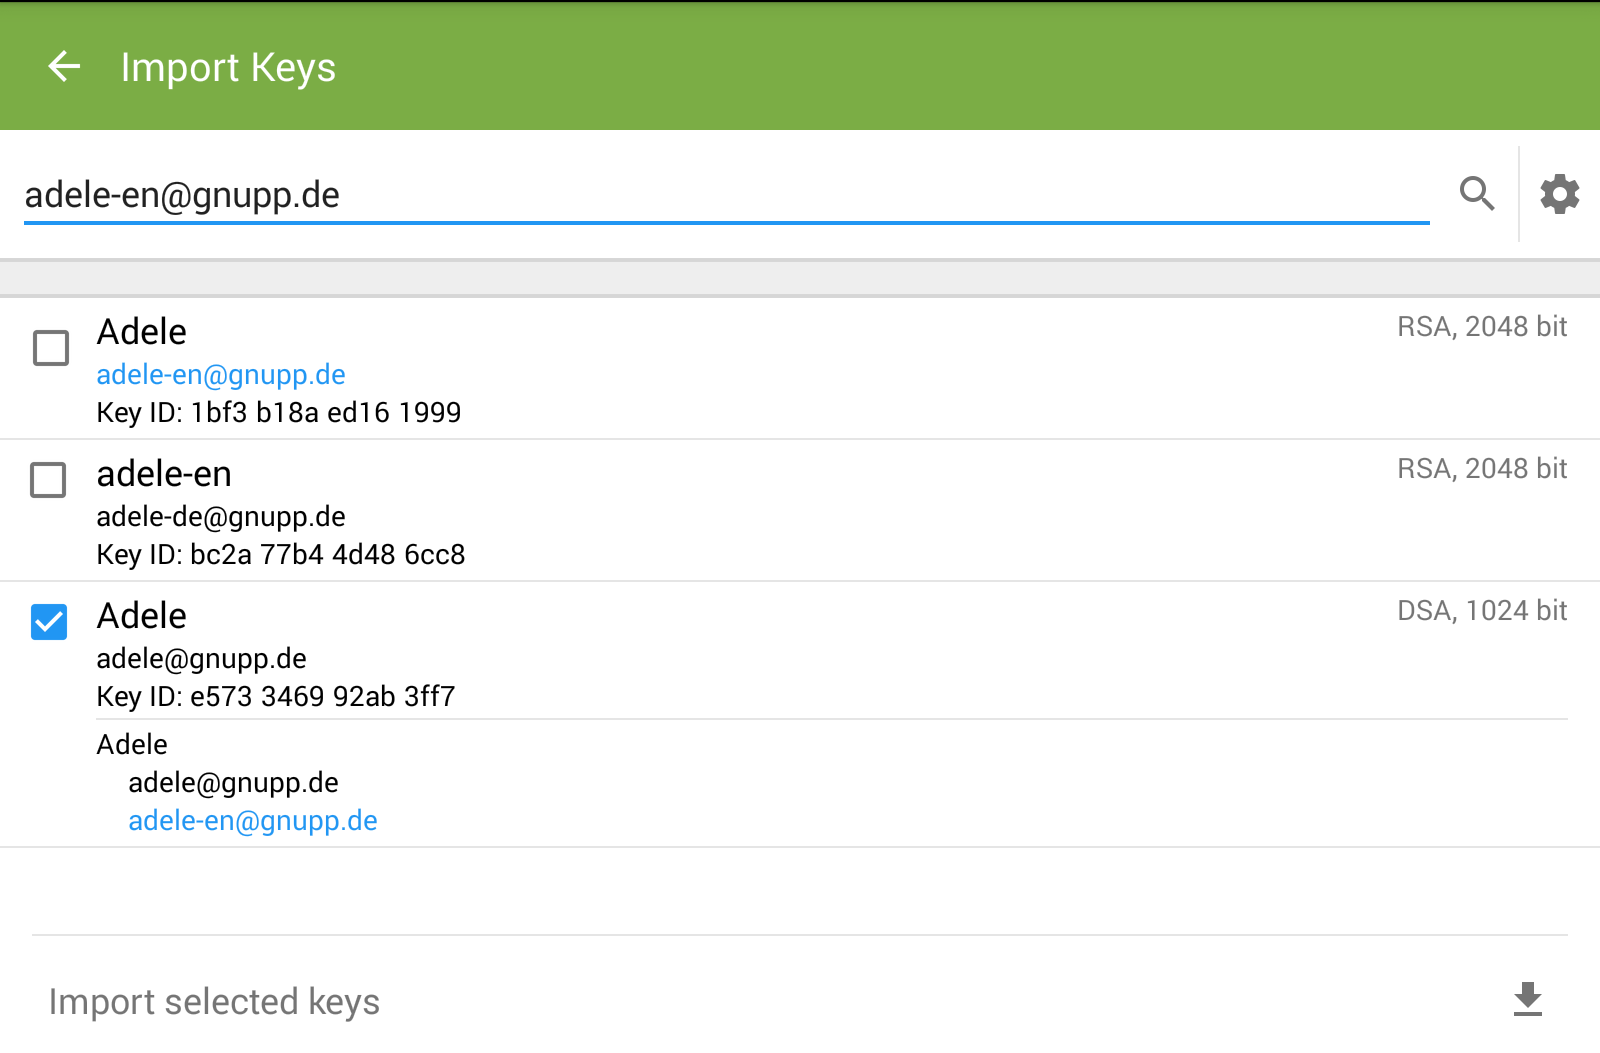 Import Keys
adele-en@gnupp.de
Adele
RSA, 2048 bit
adele-en@gnupp.de
Key ID: 1bf3 b18a ed16 1999
adele-en
RSA, 2048 bit
adele-de@gnupp.de
Key ID: bc2a 77b4 4d48 6cc8
Adele
DSA, 1024 bit
adele@gnupp.de
Key ID: e573 3469 92ab 3ff7
Adele
adele@gnupp.de
adele-en@gnupp.de
Import selected keys